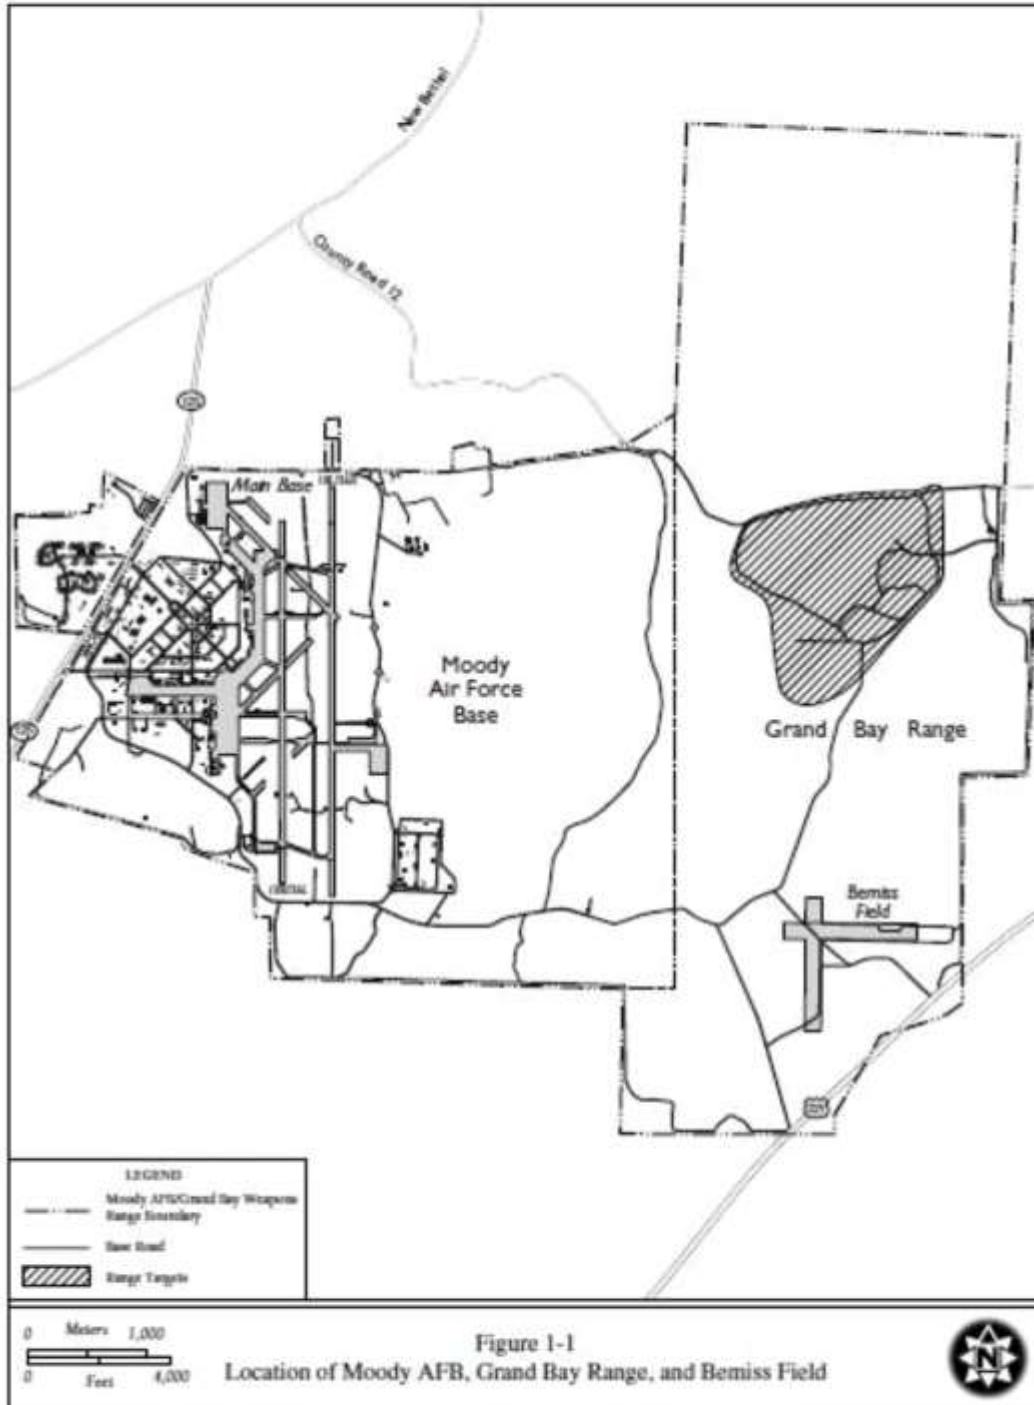 New Bethel
County Road 12
Main Base
Moody
Air Force
Base
Grand Bay Range
Bemiss
Field
LEGEND
Moody AFB/Grand Bay Weapons
Range Boundary
Base Road
Range Targets
0 Meters 1,000
0 Feet 4,000
Figure 1-1
Location of Moody AFB, Grand Bay Range, and Bemiss Field
N